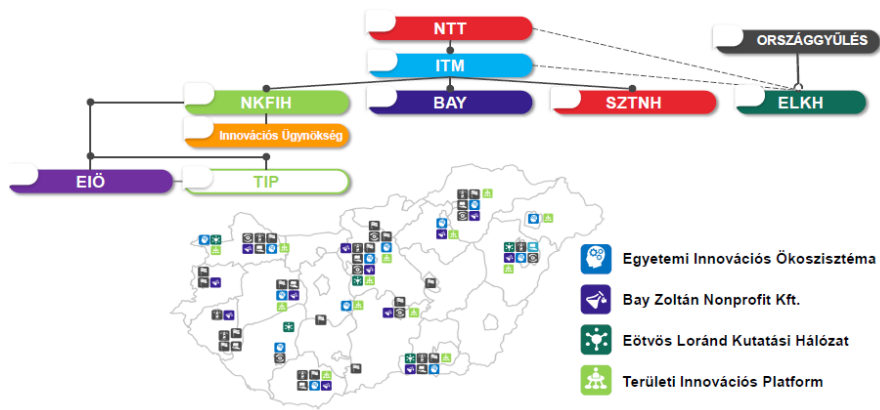 NTT
ORSZÁGGYŰLÉS
ITM
NKFIH
BAY
SZTNH
ELKH
Innovációs Ügynökség
EIÖ
TIP
Egyetemi Innovációs Ökoszisztéma
Bay Zoltán Nonprofit Kft.
Eötvös Loránd Kutatási Hálózat
Területi Innovációs Platform